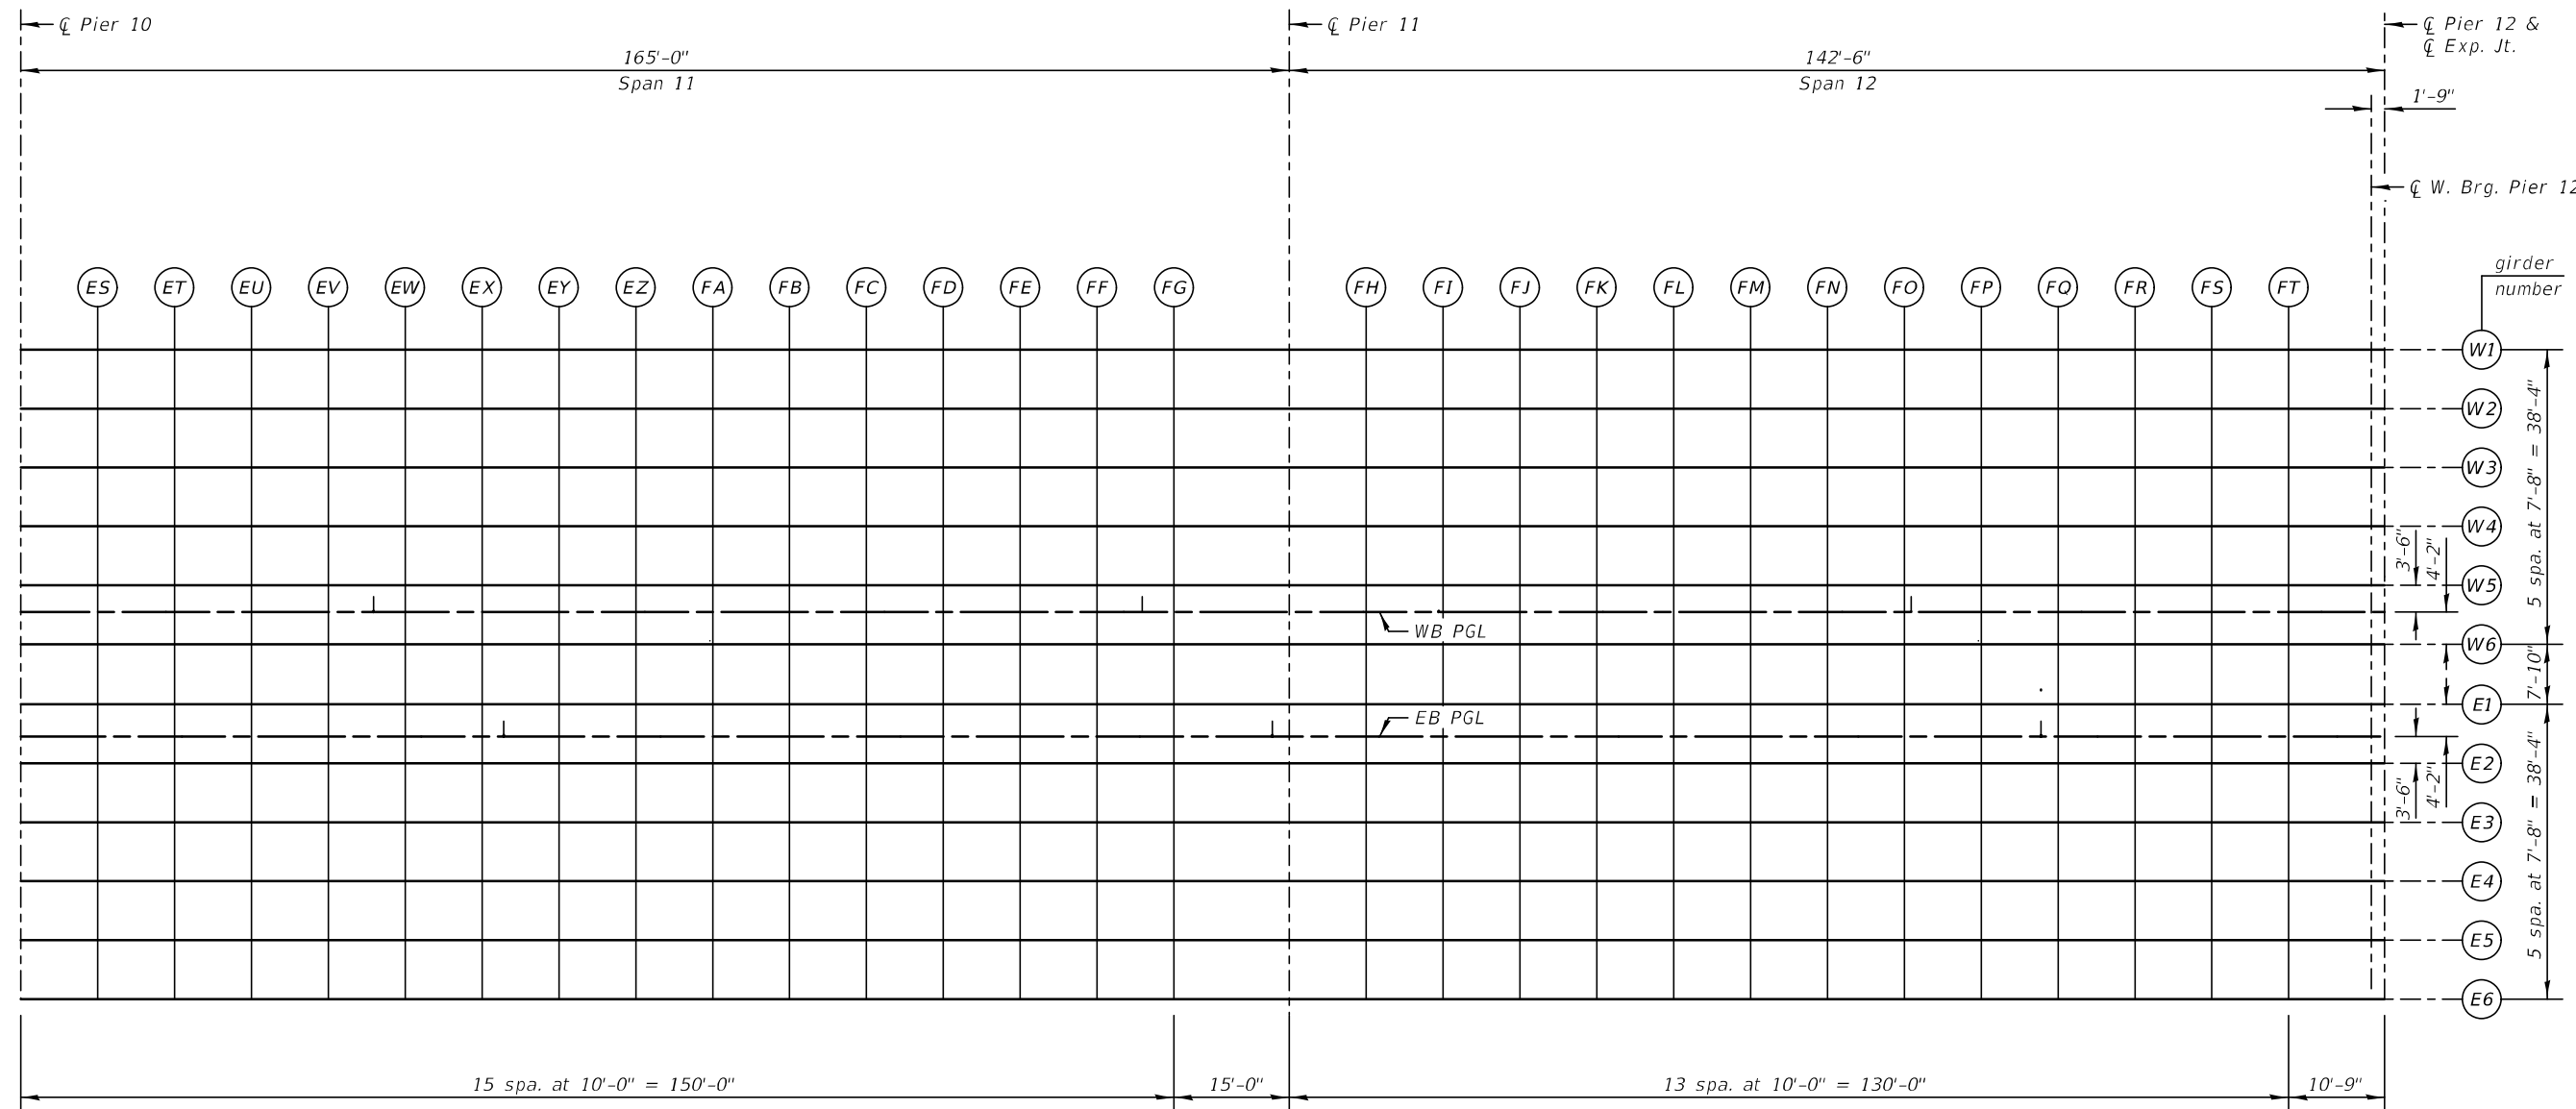 ℄ Pier 10
℄ Pier 11
℄ Pier 12 &
℄ Exp. Jt.
165'-0"
Span 11
142'-6"
Span 12
1'-9"
℄ W. Brg. Pier 12
girder
number
ES ET EU EV EW EX EY EZ FA FB FC FD FE FF FG FH FI FJ FK FL FM FN FO FP FQ FR FS FT
W1
W2
W3
W4
W5
W6
E1
E2
E3
E4
E5
E6
5 spa. at 7'-8" = 38'-4"
7'-10"
5 spa. at 7'-8" = 38'-4"
3'-6"
4'-2"
3'-6"
4'-2"
WB PGL
EB PGL
15 spa. at 10'-0" = 150'-0"
15'-0"
13 spa. at 10'-0" = 130'-0"
10'-9"